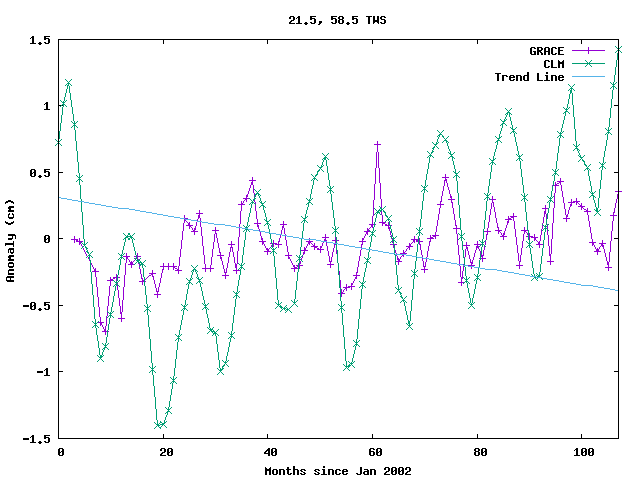 21.5, 58.5 TWS
GRACE
CLM
Trend Line
1.5
1
0.5
0
-0.5
-1
-1.5
Anomaly (cm)
0 20 40 60 80 100
Months since Jan 2002